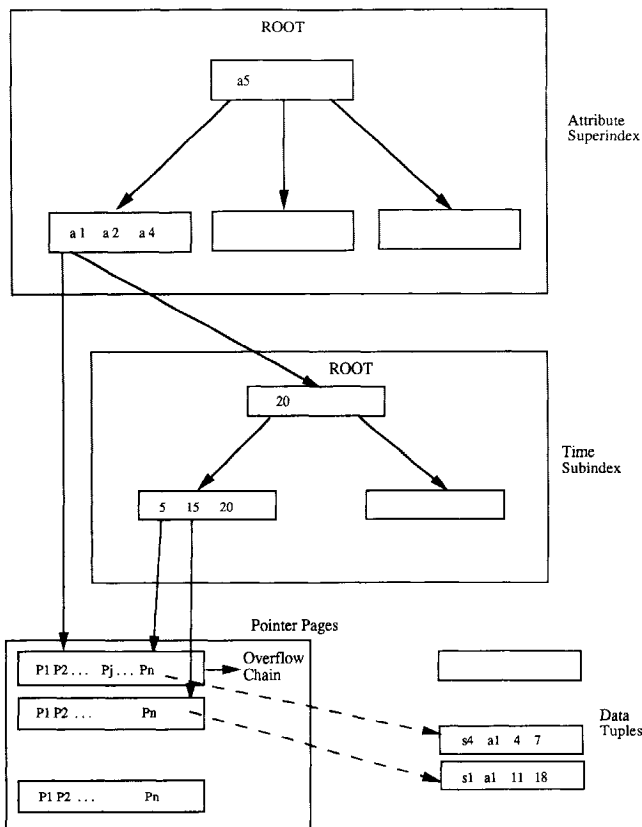 ROOT
a5
Attribute
Superindex
a 1 a 2 a 4
ROOT
20
Time
Subindex
5 15 20
Pointer Pages
P1 P2 ... Pj ... Pn
Overflow
Chain
P1 P2 ... Pn
Data
Tuples
s4 a1 4 7
s1 a1 11 18
P1 P2 ... Pn